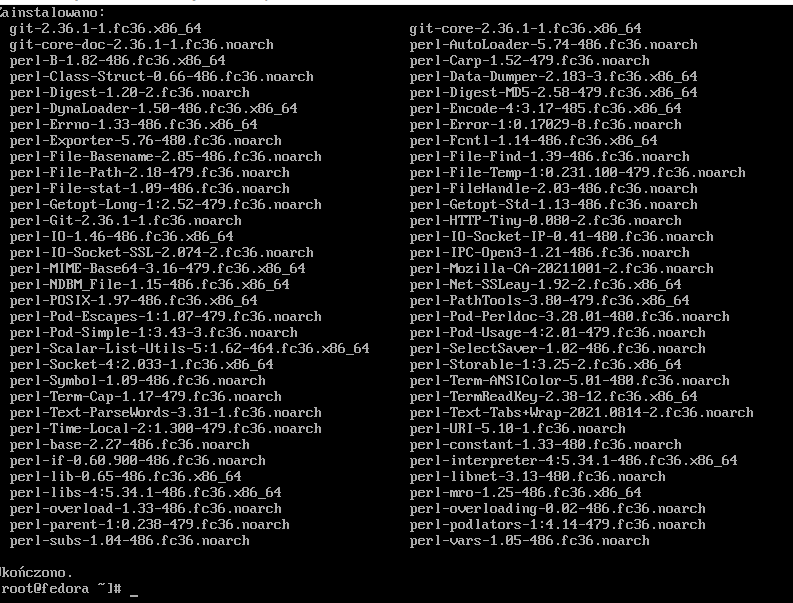 Zainstalowano:
git-2.36.1-1.fc36.x86_64 git-core-2.36.1-1.fc36.x86_64
git-core-doc-2.36.1-1.fc36.noarch perl-AutoLoader-5.74-486.fc36.noarch
perl-B-1.82-486.fc36.x86_64 perl-Carp-1.52-479.fc36.noarch
perl-Class-Struct-0.66-486.fc36.noarch perl-Data-Dumper-2.183-3.fc36.x86_64
perl-Digest-1.20-2.fc36.noarch perl-Digest-MD5-2.58-479.fc36.x86_64
perl-DynaLoader-1.50-486.fc36.x86_64 perl-Encode-4:3.17-485.fc36.x86_64
perl-Errno-1.33-486.fc36.x86_64 perl-Error-1:0.17029-8.fc36.noarch
perl-Exporter-5.76-480.fc36.noarch perl-Fcntl-1.14-486.fc36.x86_64
perl-File-Basename-2.85-486.fc36.noarch perl-File-Find-1.39-486.fc36.noarch
perl-File-Path-2.18-479.fc36.noarch perl-File-Temp-1:0.231.100-479.fc36.noarch
perl-File-stat-1.09-486.fc36.noarch perl-FileHandle-2.03-486.fc36.noarch
perl-Getopt-Long-1:2.52-479.fc36.noarch perl-Getopt-Std-1.13-486.fc36.noarch
perl-Git-2.36.1-1.fc36.noarch perl-HTTP-Tiny-0.080-2.fc36.noarch
perl-IO-1.46-486.fc36.x86_64 perl-IO-Socket-IP-0.41-480.fc36.noarch
perl-IO-Socket-SSL-2.074-2.fc36.noarch perl-IPC-Open3-1.21-486.fc36.noarch
perl-MIME-Base64-3.16-479.fc36.x86_64 perl-Mozilla-CA-20211001-2.fc36.noarch
perl-NDBM_File-1.15-486.fc36.x86_64 perl-Net-SSLeay-1.92-2.fc36.x86_64
perl-POSIX-1.97-486.fc36.x86_64 perl-PathTools-3.80-479.fc36.x86_64
perl-Pod-Escapes-1:1.07-479.fc36.noarch perl-Pod-Perldoc-3.28.01-480.fc36.noarch
perl-Pod-Simple-1:3.43-3.fc36.noarch perl-Pod-Usage-4:2.01-479.fc36.noarch
perl-Scalar-List-Utils-5:1.62-464.fc36.x86_64 perl-SelectSaver-1.02-486.fc36.noarch
perl-Socket-4:2.033-1.fc36.x86_64 perl-Storable-1:3.25-2.fc36.x86_64
perl-Symbol-1.09-486.fc36.noarch perl-Term-ANSIColor-5.01-480.fc36.noarch
perl-Term-Cap-1.17-479.fc36.noarch perl-TermReadKey-2.38-12.fc36.x86_64
perl-Text-ParseWords-3.31-1.fc36.noarch perl-Text-Tabs+Wrap-2021.0814-2.fc36.noarch
perl-Time-Local-2:1.300-479.fc36.noarch perl-URI-5.10-1.fc36.noarch
perl-base-2.27-486.fc36.noarch perl-constant-1.33-480.fc36.noarch
perl-if-0.60.900-486.fc36.noarch perl-interpreter-4:5.34.1-486.fc36.x86_64
perl-lib-0.65-486.fc36.x86_64 perl-libnet-3.13-480.fc36.noarch
perl-libs-4:5.34.1-486.fc36.x86_64 perl-mro-1.25-486.fc36.x86_64
perl-overload-1.33-486.fc36.noarch perl-overloading-0.02-486.fc36.noarch
perl-parent-1:0.238-479.fc36.noarch perl-podlators-1:4.14-479.fc36.noarch
perl-subs-1.04-486.fc36.noarch perl-vars-1.05-486.fc36.noarch
Ukończono.
[root@fedora ~]# _